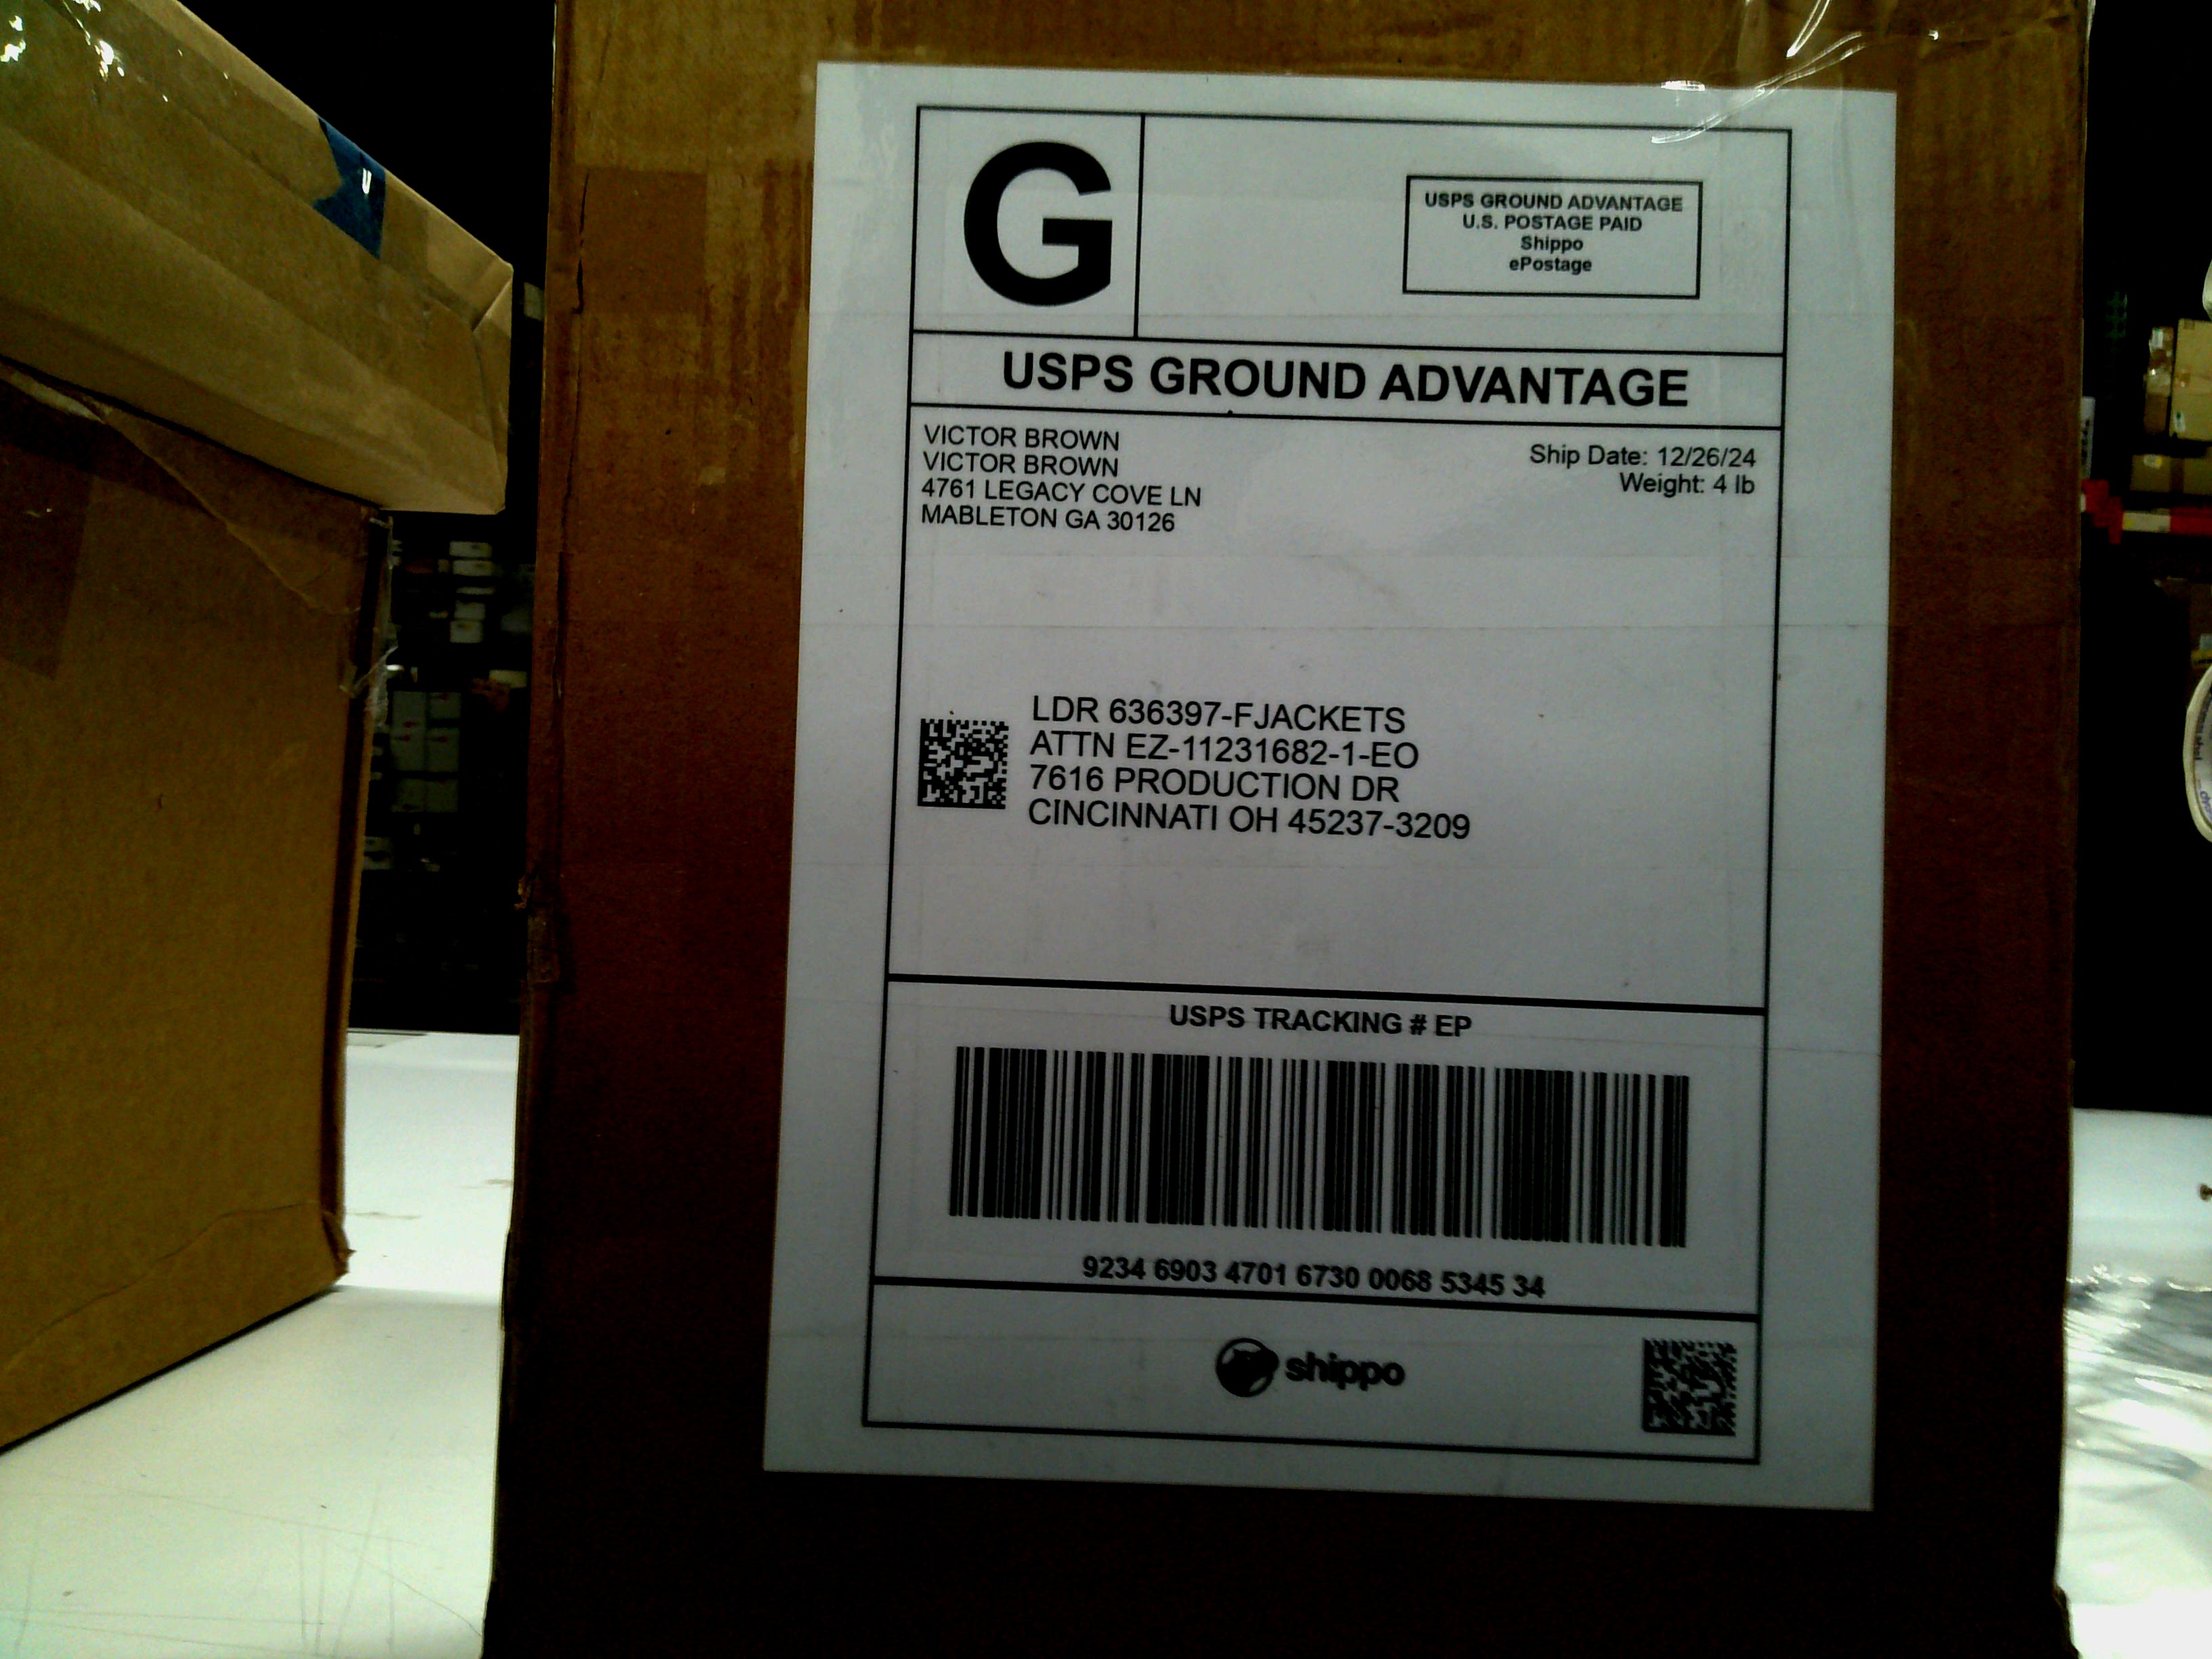 G
USPS GROUND ADVANTAGE
U.S. POSTAGE PAID
Shippo
ePostage
USPS GROUND ADVANTAGE
VICTOR BROWN
VICTOR BROWN
4761 LEGACY COVE LN
MABLETON GA 30126
Ship Date: 12/26/24
Weight: 4 lb
LDR 636397-FJACKETS
ATTN EZ-11231682-1-EO
7616 PRODUCTION DR
CINCINNATI OH 45237-3209
USPS TRACKING # EP
9234 6903 4701 6730 0068 5345 34
shippo